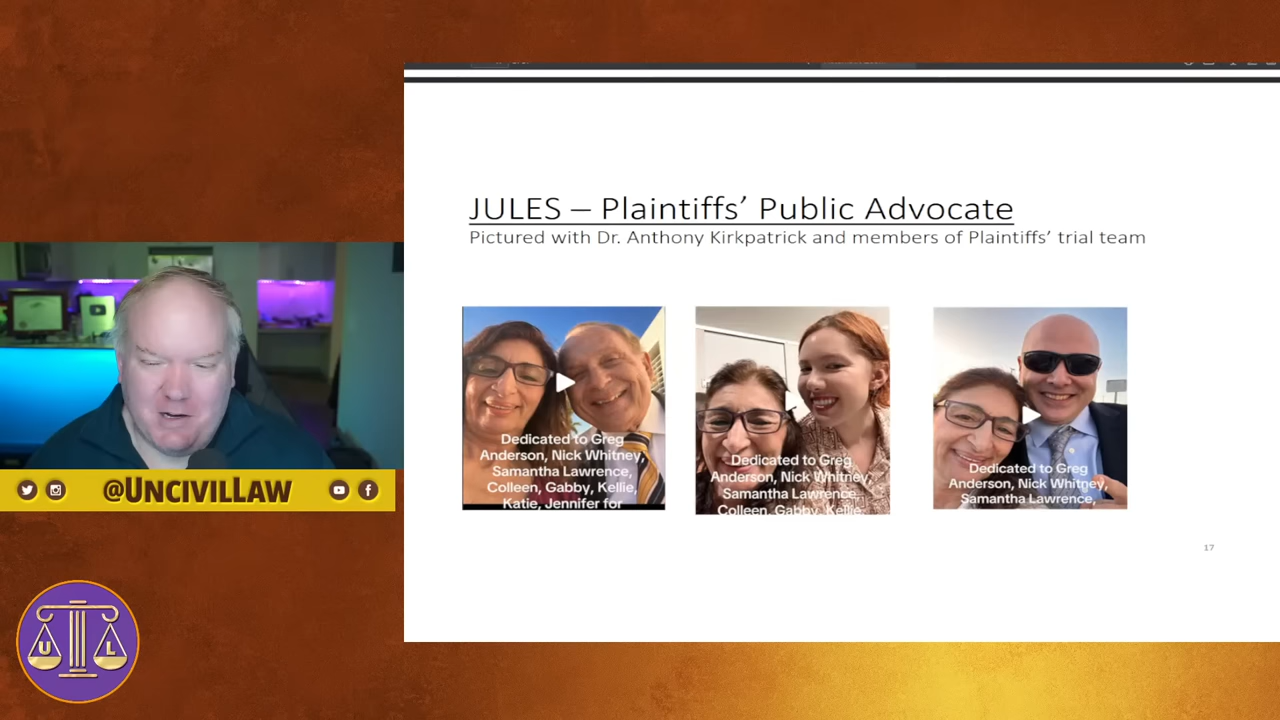 JULES – Plaintiffs’ Public Advocate
Pictured with Dr. Anthony Kirkpatrick and members of Plaintiffs’ trial team
Dedicated to Greg
Anderson, Nick Whitney,
Samantha Lawrence,
Colleen, Gabby, Kellie,
Katie, Jennifer for
Dedicated to Greg
Anderson, Nick Whitney,
Samantha Lawrence
Colleen, Gabby, Kellie,
Dedicated to Greg
Anderson, Nick Whitney,
Samantha Lawrence,
17
@UNCIVILLAW
U L